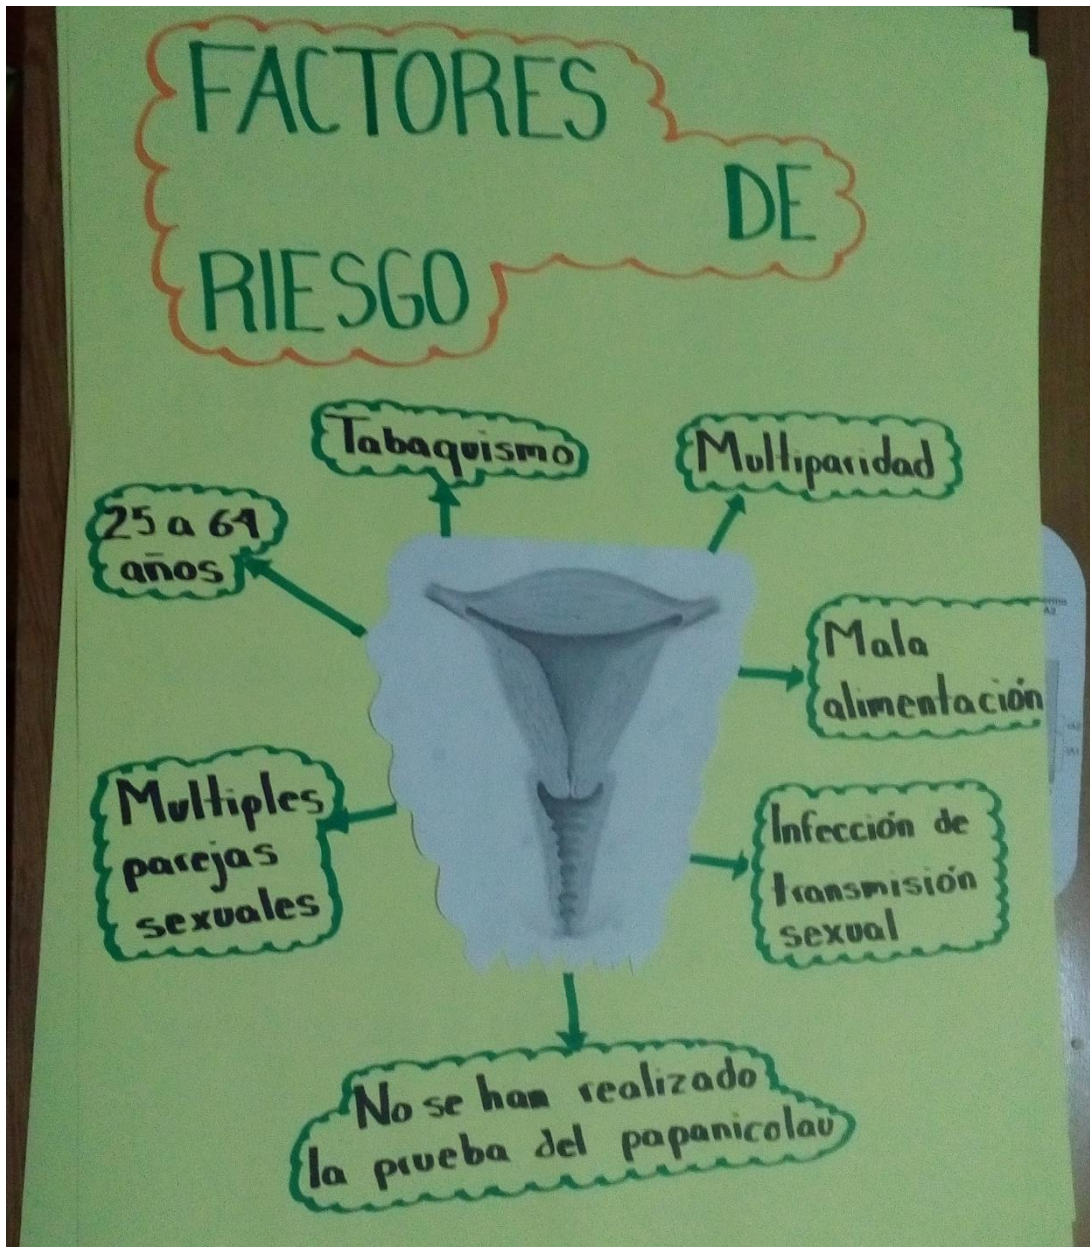 FACTORES
DE
RIESGO
Tabaquismo
Multiparidad
25 a 64
años
Mala
alimentación
Multiples
parejas
sexuales
Infección de
transmisión
sexual
No se han realizado
la prueba del papanicolau